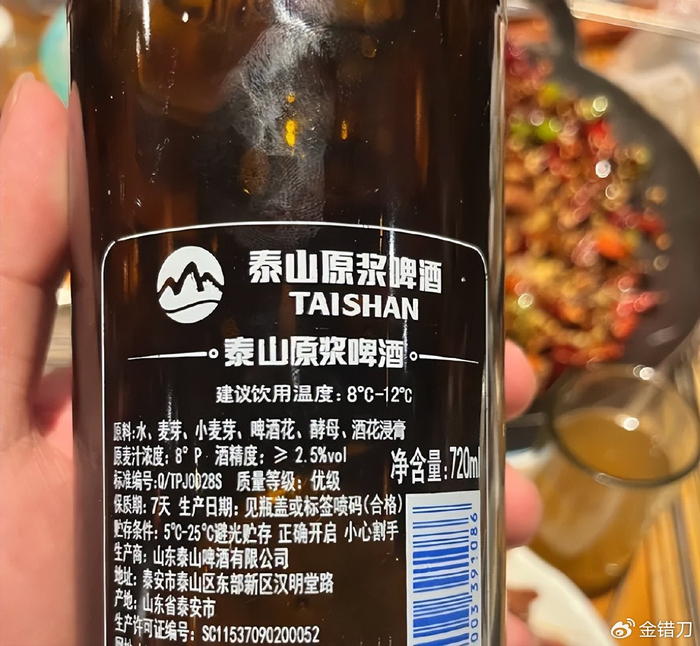 泰山原浆啤酒
TAISHAN
泰山原浆啤酒
建议饮用温度：8°C-12°C
原料：水、麦芽、小麦芽、啤酒花、酵母、酒花浸膏
原麦汁浓度：8°P 酒精度：≥2.5%vol
净含量：720ml
标准编号：Q/TPJ0028S 质量等级：优级
保质期：7天 生产日期：见瓶盖或标签喷码(合格)
贮存条件：5°C-25°C避光贮存 正确开启 小心割手
生产商：山东泰山啤酒有限公司
地址：泰安市泰山区东部新区汉明堂路
产地：山东省泰安市
生产许可证编号：SC11537090200052
003391086
@金错刀